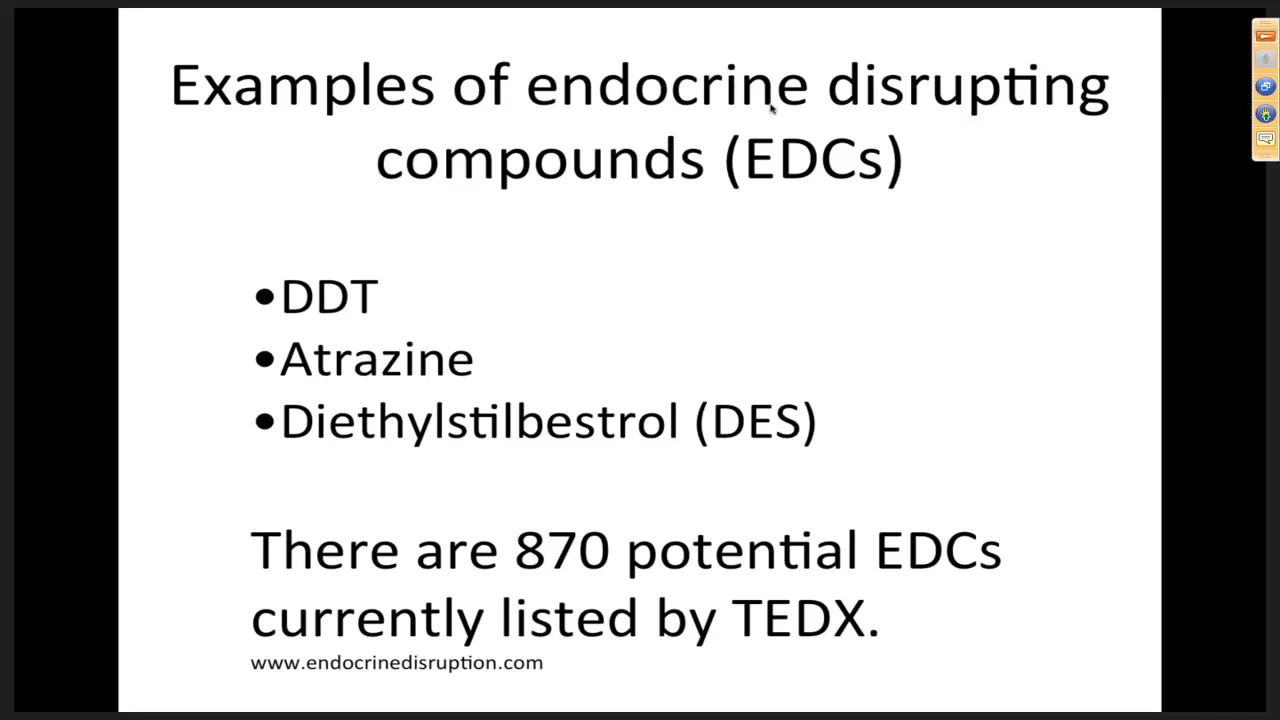 Examples of endocrine disrupting
compounds (EDCs)
•DDT
•Atrazine
•Diethylstilbestrol (DES)
There are 870 potential EDCs
currently listed by TEDX.
www.endocrinedisruption.com